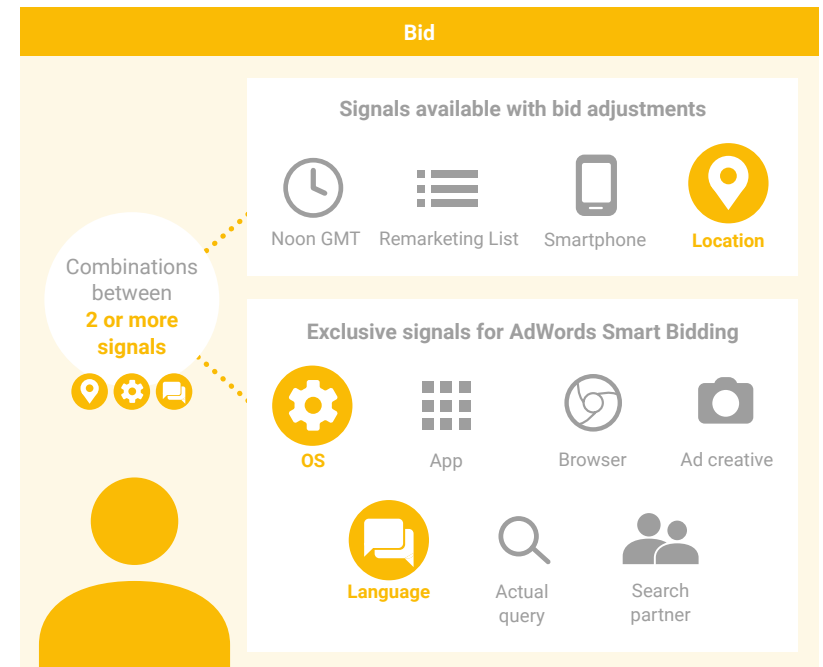 Bid
Signals available with bid adjustments
Noon GMT
Remarketing List
Smartphone
Location
Combinations
between
2 or more
signals
Exclusive signals for AdWords Smart Bidding
OS
App
Browser
Ad creative
Language
Actual
query
Search
partner